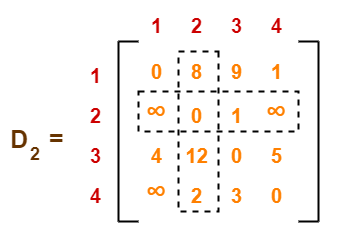 1 2 3 4
1 0 8 9 1
2 ∞ 0 1 ∞
D2 =
3 4 12 0 5
4 ∞ 2 3 0